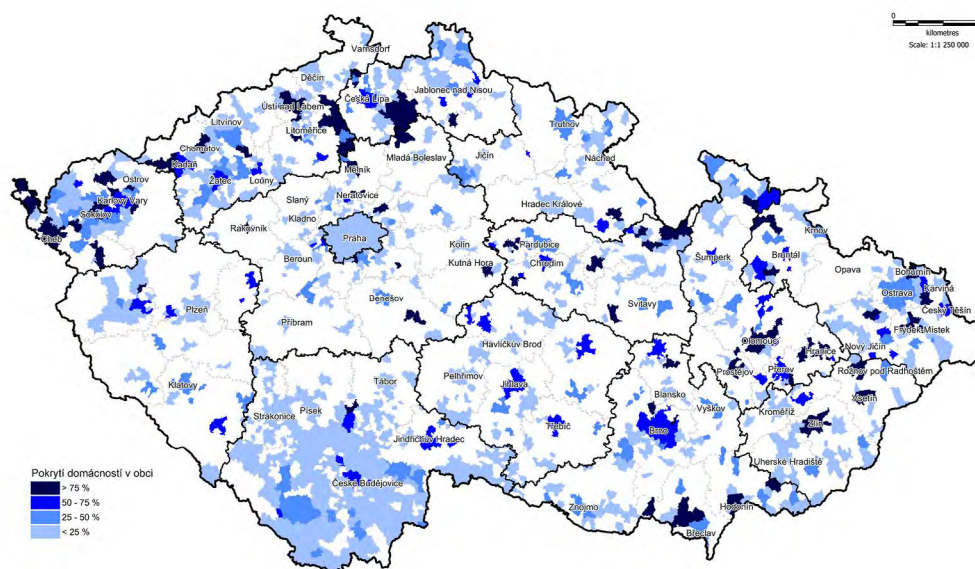 0
kilometres
Scale: 1:1 250 000
Varnsdorf
Děčín
Ústí nad Labem
Česká Lípa
Jablonec nad Nisou
Litvínov
Litoměřice
Trutnov
Chomutov
Mladá Boleslav
Jičín
Náchod
Kadaň
Mělník
Ostrov
Žatec
Louny
Karlovy Vary
Neratovice
Slaný
Hradec Králové
Sokolov
Kladno
Krnov
Rakovník
Praha
Cheb
Kolín
Pardubice
Beroun
Chrudim
Šumperk
Bruntál
Kutná Hora
Opava
Bohumín
Karviná
Ostrava
Benešov
Svitavy
Plzeň
Český Těšín
Příbram
Frýdek-Místek
Havlíčkův Brod
Olomouc
Hranice
Nový Jičín
Pelhřimov
Prostějov
Přerov
Rožnov pod Radhoštěm
Klatovy
Tábor
Jihlava
Blansko
Vsetín
Písek
Vyškov
Kroměříž
Strakonice
Zlín
Jindřichův Hradec
Třebíč
Brno
Uherské Hradiště
Pokrytí domácností v obci
> 75 %
České Budějovice
50 - 75 %
25 - 50 %
Znojmo
Hodonín
< 25 %
Břeclav